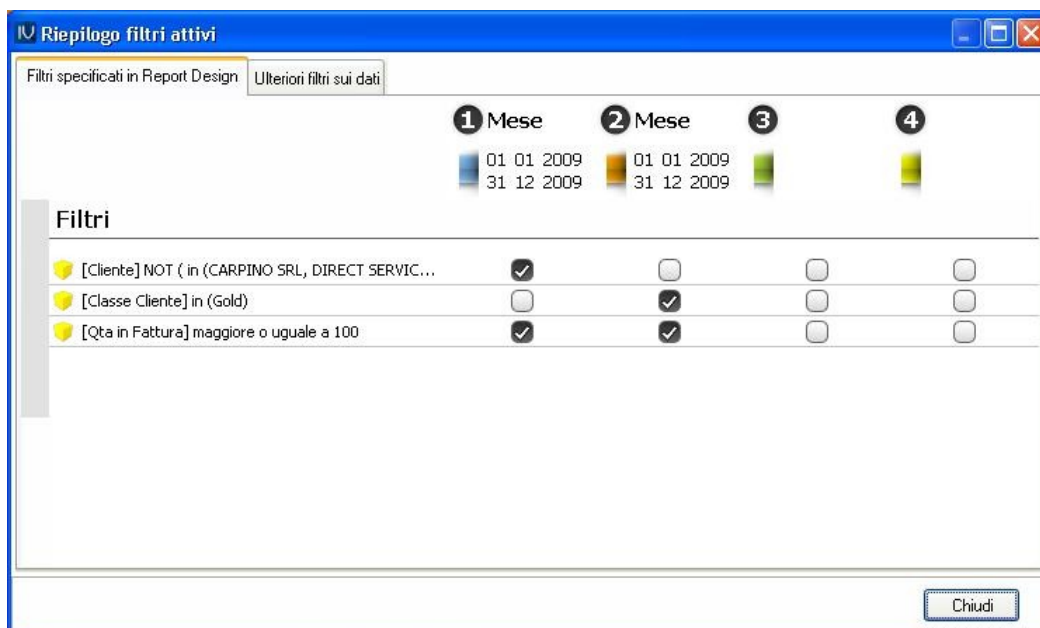 IV Riepilogo filtri attivi
Filtri specificati in Report Design Ulteriori filtri sui dati
1 Mese 2 Mese 3 4
01 01 2009 01 01 2009
31 12 2009 31 12 2009
Filtri
[Cliente] NOT ( in (CARPINO SRL, DIRECT SERVIC...
[Classe Cliente] in (Gold)
[Qta in Fattura] maggiore o uguale a 100
Chiudi